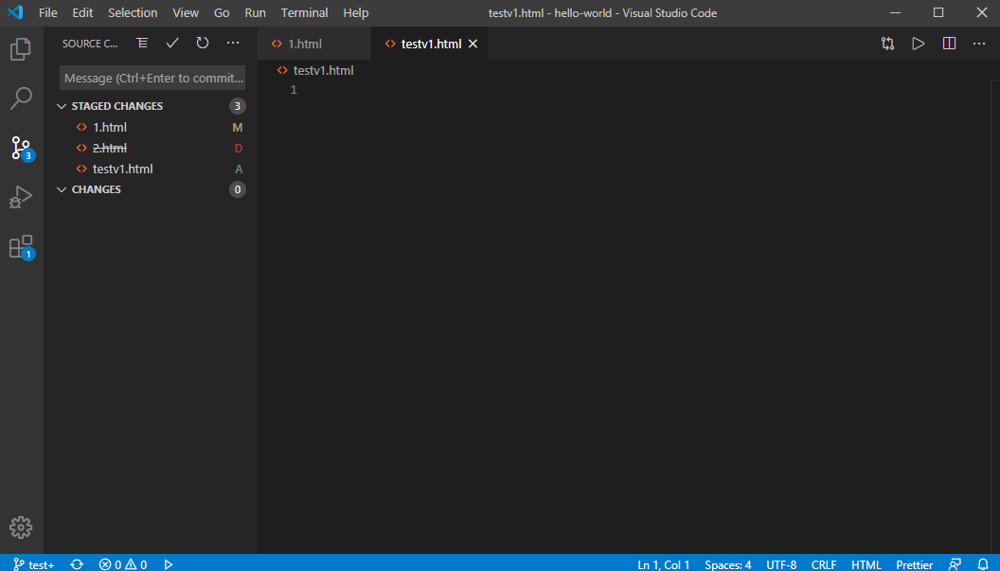 File Edit Selection View Go Run Terminal Help testv1.html - hello-world - Visual Studio Code
SOURCE C...
1.html testv1.html
Message (Ctrl+Enter to commit...
testv1.html
1
STAGED CHANGES 3
1.html M
2.html D
testv1.html A
CHANGES 0
3
1
test+ 0 0 Ln 1, Col 1 Spaces: 4 UTF-8 CRLF HTML Prettier